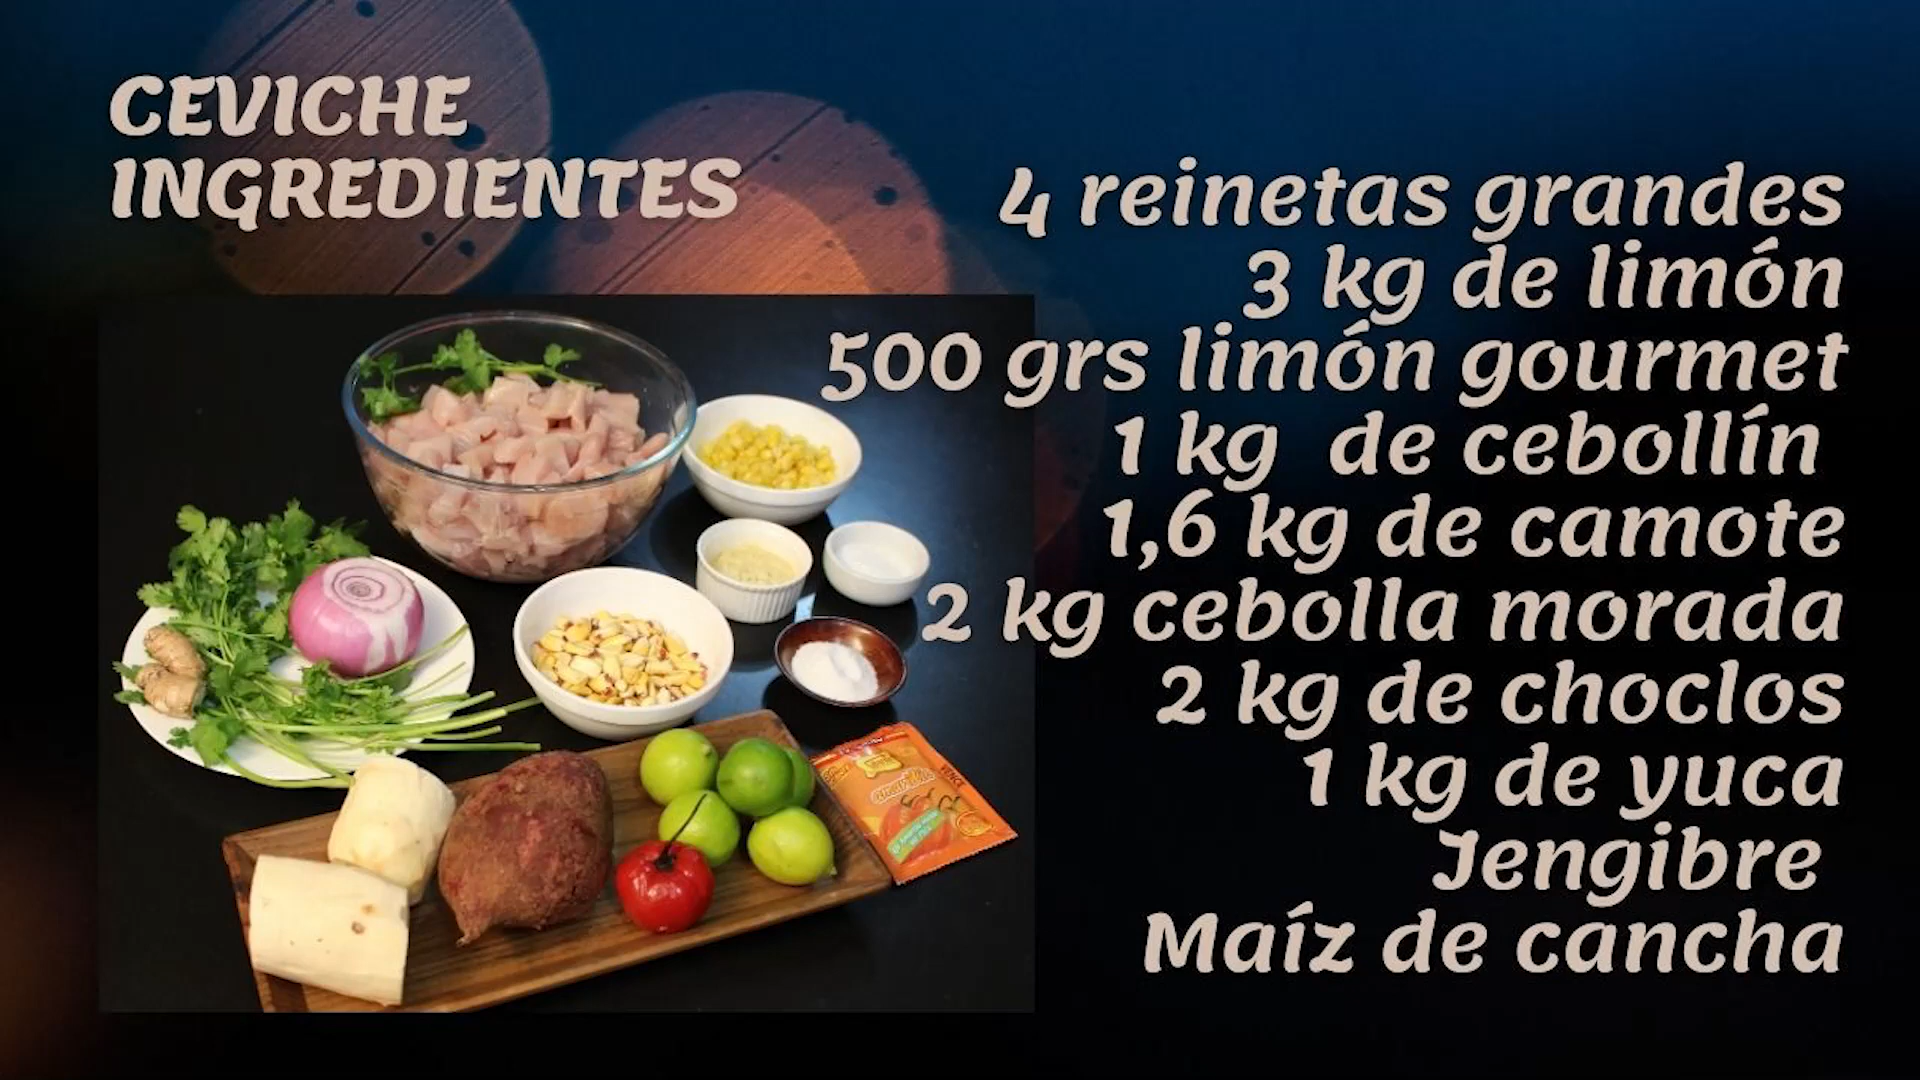 CEVICHE
INGREDIENTES
4 reinetas grandes
3 kg de limón
500 grs limón gourmet
1 kg de cebollín
1,6 kg de camote
2 kg cebolla morada
2 kg de choclos
1 kg de yuca
Jengibre
Maíz de cancha